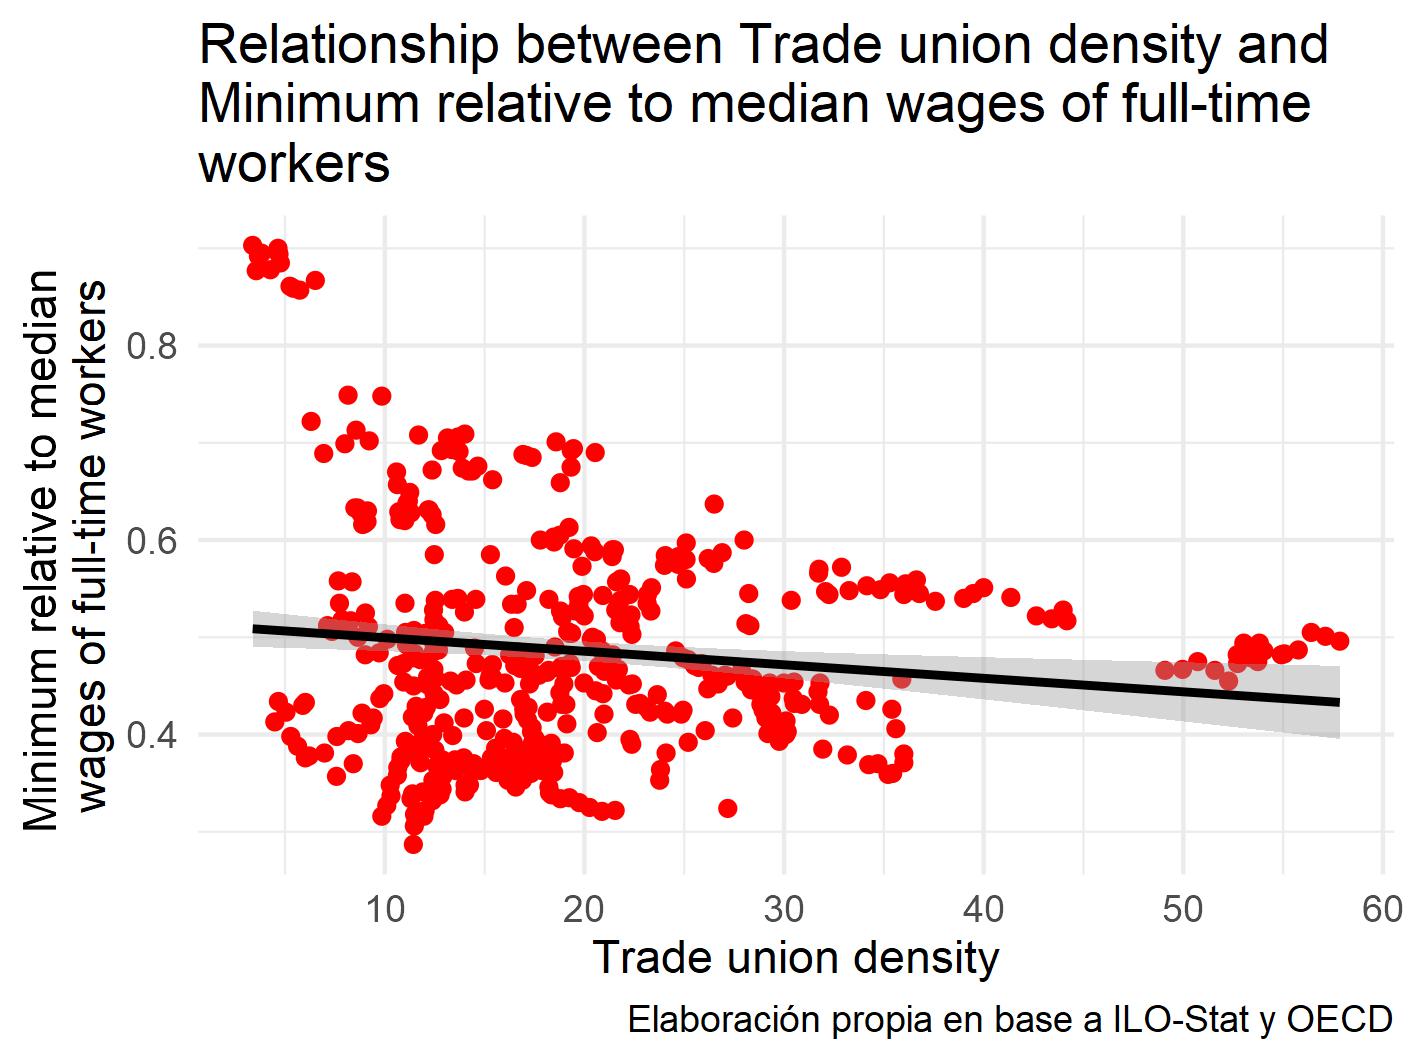 Relationship between Trade union density and
Minimum relative to median wages of full-time
workers
Minimum relative to median
wages of full-time workers
0.8
0.6
0.4
10 20 30 40 50 60
Trade union density
Elaboración propia en base a ILO-Stat y OECD